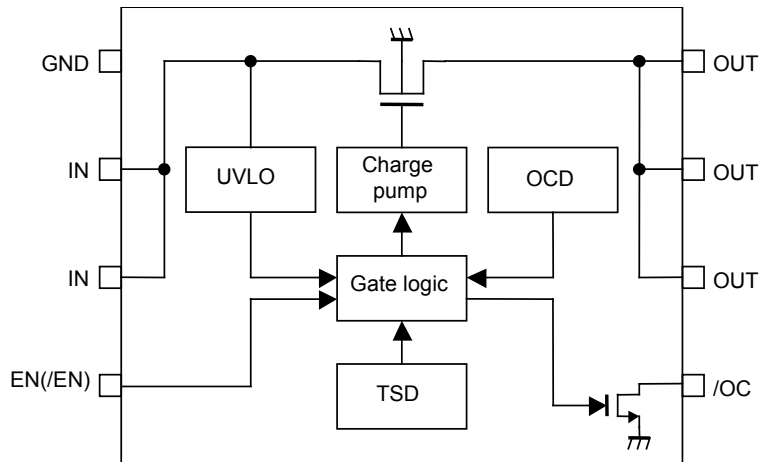 GND
OUT
IN
UVLO
Charge
pump
OCD
OUT
IN
Gate logic
OUT
EN(/EN)
TSD
/OC